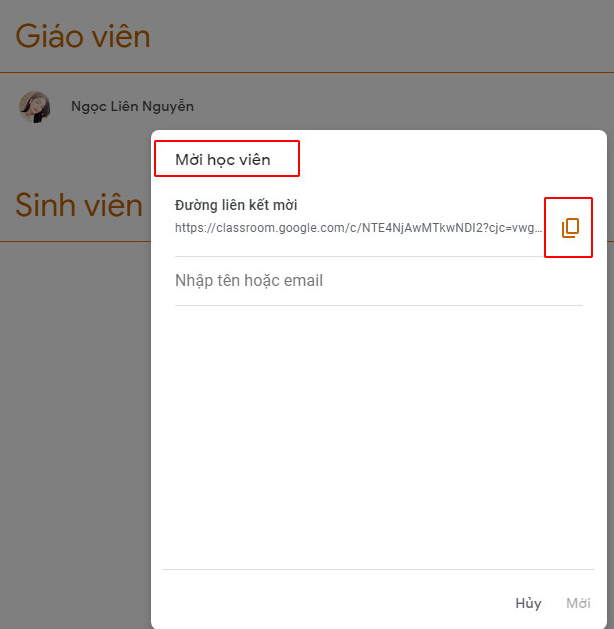 Giáo viên
Ngọc Liên Nguyễn
Mời học viên
Sinh viên
Đường liên kết mời
https://classroom.google.com/c/NTE4NjAwMTkwNDI2?cjc=vwg...
Nhập tên hoặc email
Hủy Mời